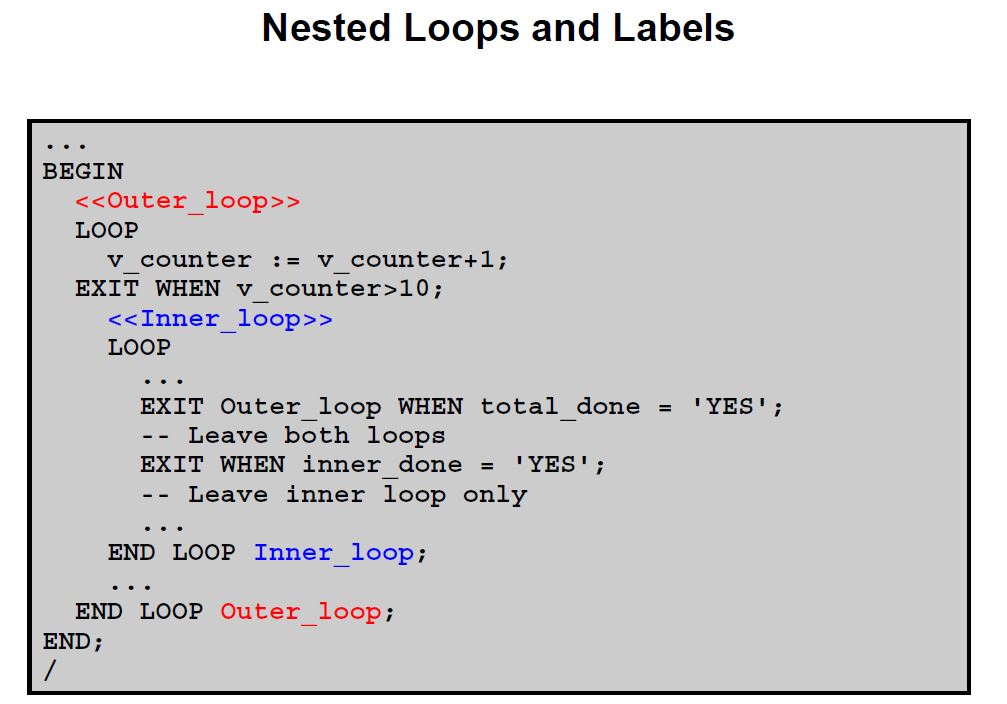 Nested Loops and Labels
...
BEGIN
<<Outer_loop>>
LOOP
v_counter := v_counter+1;
EXIT WHEN v_counter>10;
<<Inner_loop>>
LOOP
...
EXIT Outer_loop WHEN total_done = 'YES';
-- Leave both loops
EXIT WHEN inner_done = 'YES';
-- Leave inner loop only
...
END LOOP Inner_loop;
...
END LOOP Outer_loop;
END;
/